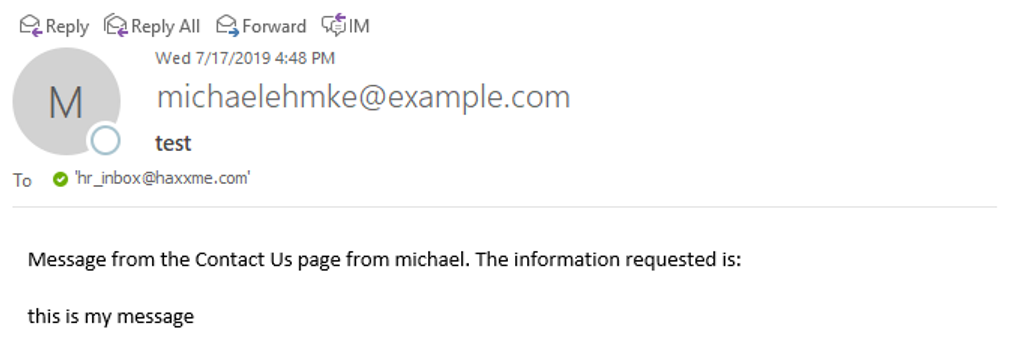 Reply Reply All Forward IM
Wed 7/17/2019 4:48 PM
M
michaelehmke@example.com
test
To 'hr_inbox@haxxme.com'
Message from the Contact Us page from michael. The information requested is:
this is my message